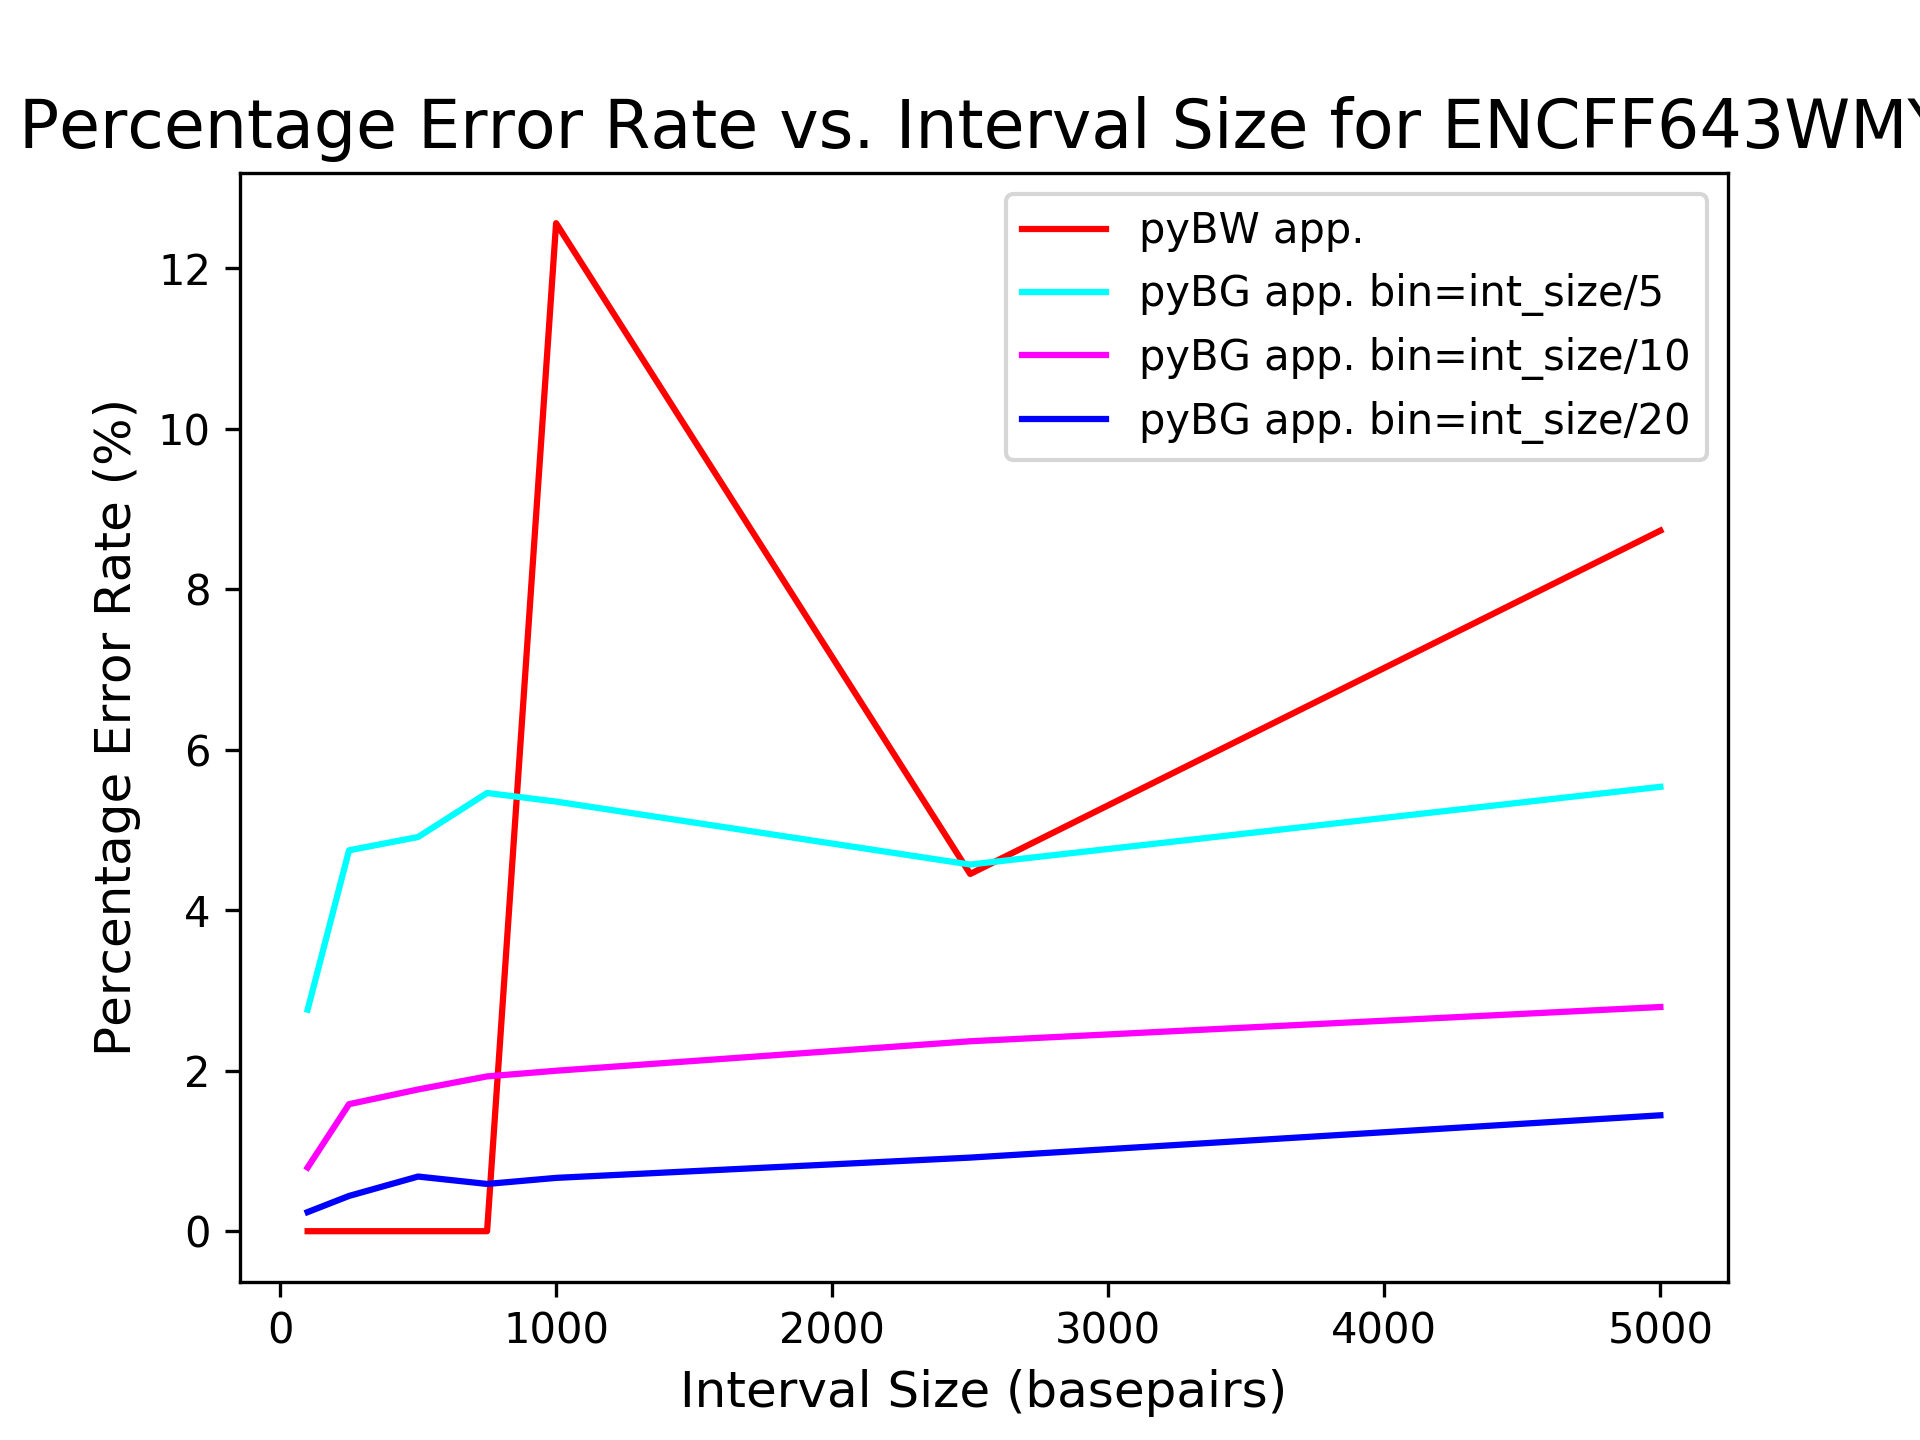 Percentage Error Rate vs. Interval Size for ENCFF643WMY
pyBW app.
pyBG app. bin=int_size/5
pyBG app. bin=int_size/10
pyBG app. bin=int_size/20
Percentage Error Rate (%)
12
10
8
6
4
2
0
0 1000 2000 3000 4000 5000
Interval Size (basepairs)